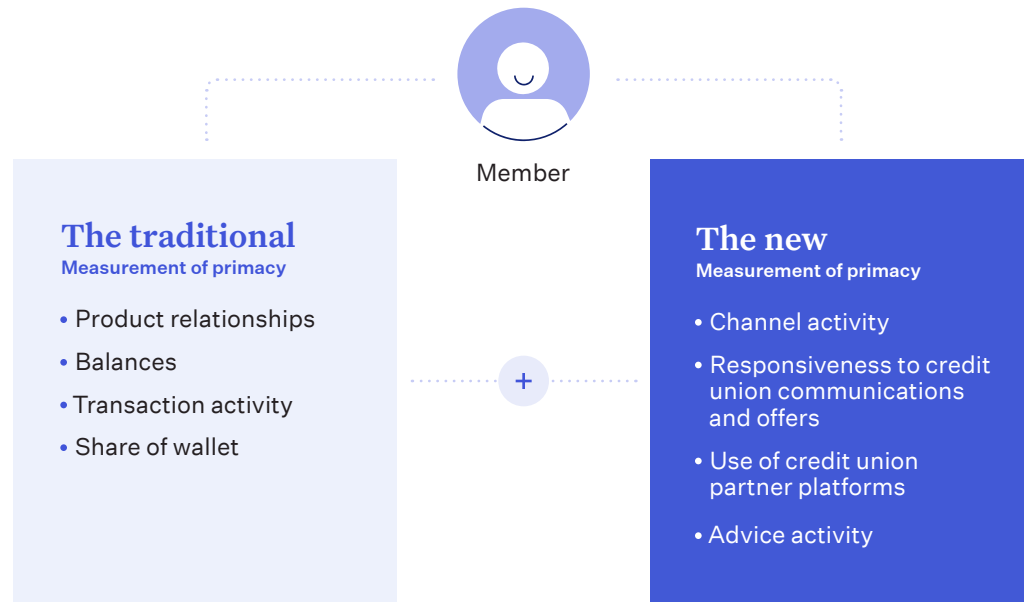 Member
The traditional
Measurement of primacy
• Product relationships
• Balances
• Transaction activity
• Share of wallet
+
The new
Measurement of primacy
• Channel activity
• Responsiveness to credit
union communications
and offers
• Use of credit union
partner platforms
• Advice activity